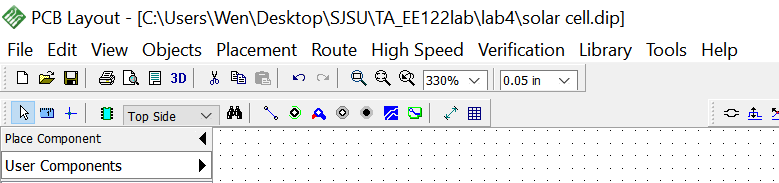 PCB Layout - [C:\Users\Wen\Desktop\SJSU\TA_EE122lab\lab4\solar cell.dip]
File Edit View Objects Placement Route High Speed Verification Library Tools Help
3D 330% 0.05 in
Top Side
Place Component
User Components